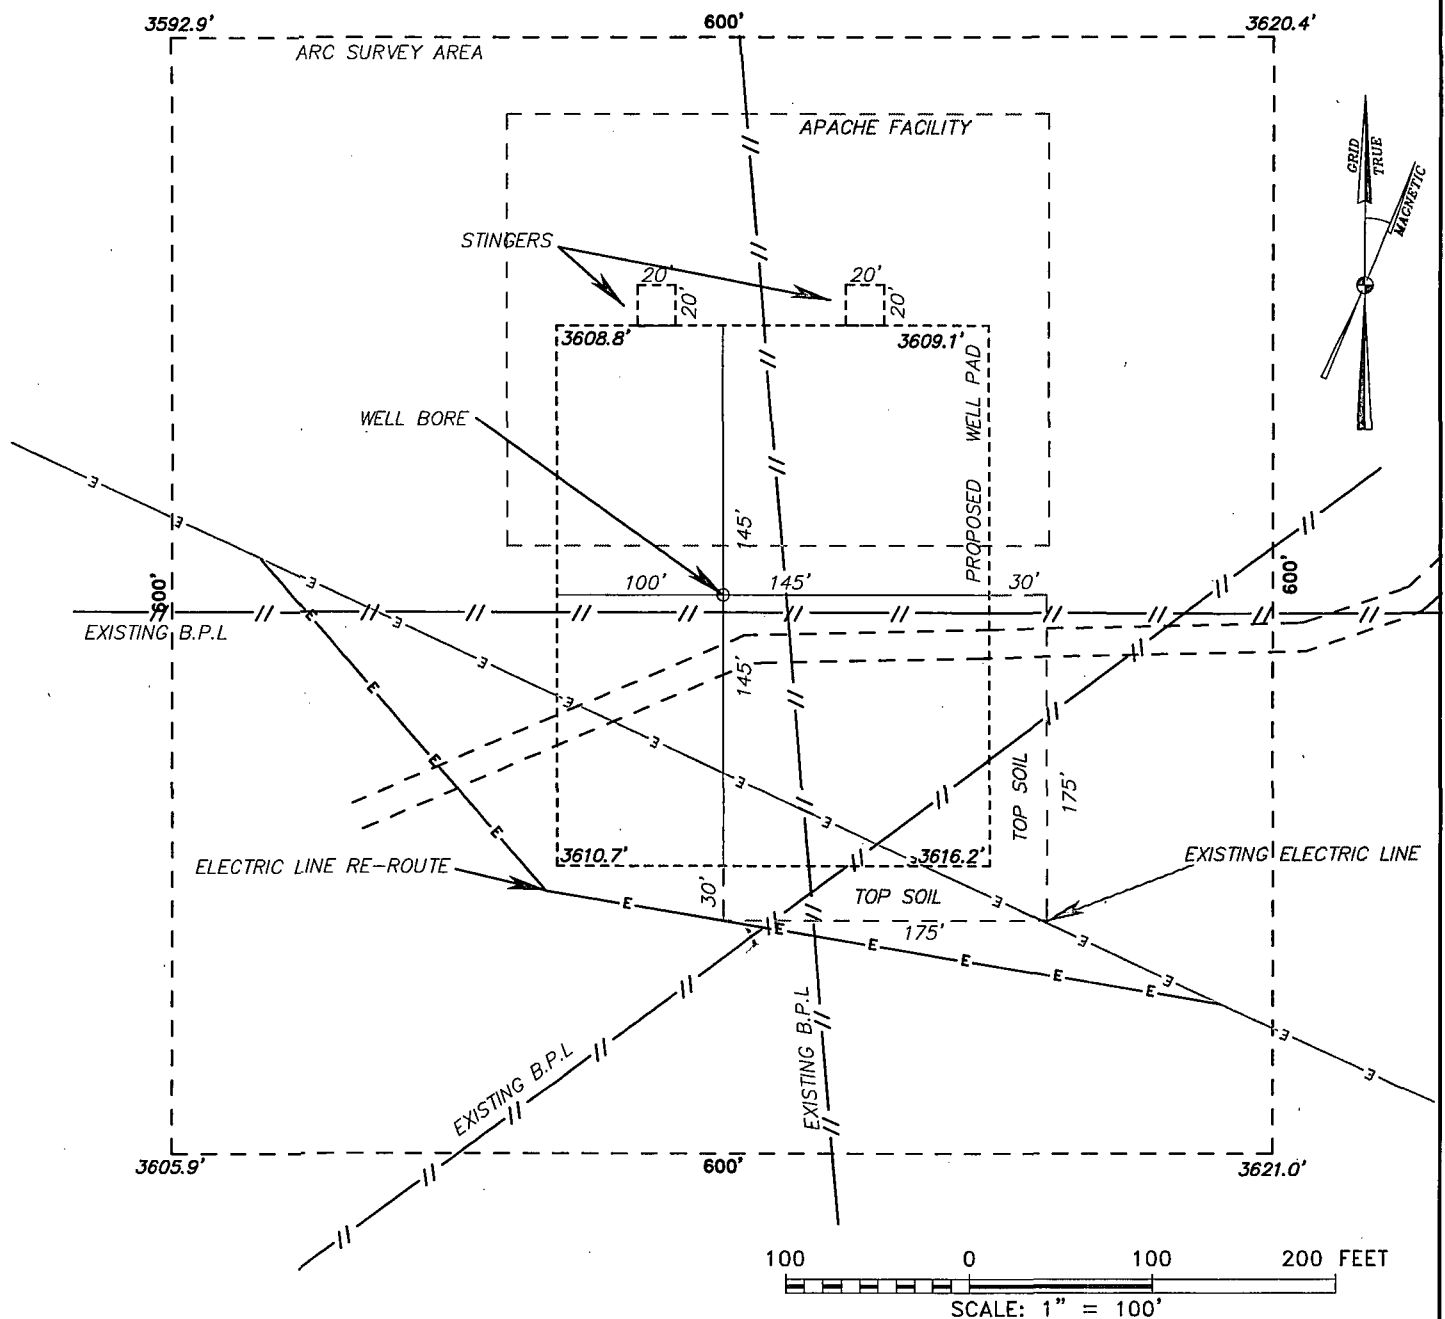 3592.9' 600' 3620.4'
ARC SURVEY AREA
APACHE FACILITY
GRID
TRUE
MAGNETIC
STINGERS
20' 20'
20' 20'
3608.8' 3609.1'
PROPOSED WELL PAD
WELL BORE
145'
100' 145' 30'
600' 600'
EXISTING B.P.L
145'
TOP SOIL
175'
3610.7' 3616.2'
ELECTRIC LINE RE-ROUTE
EXISTING ELECTRIC LINE
30'
TOP SOIL
175'
E E E E E E E E E E
E E E E E E E E E E E E E E E
EXISTING B.P.L
EXISTING B.P.L
3605.9' 600' 3621.0'
100 0 100 200 FEET
SCALE: 1" = 100'